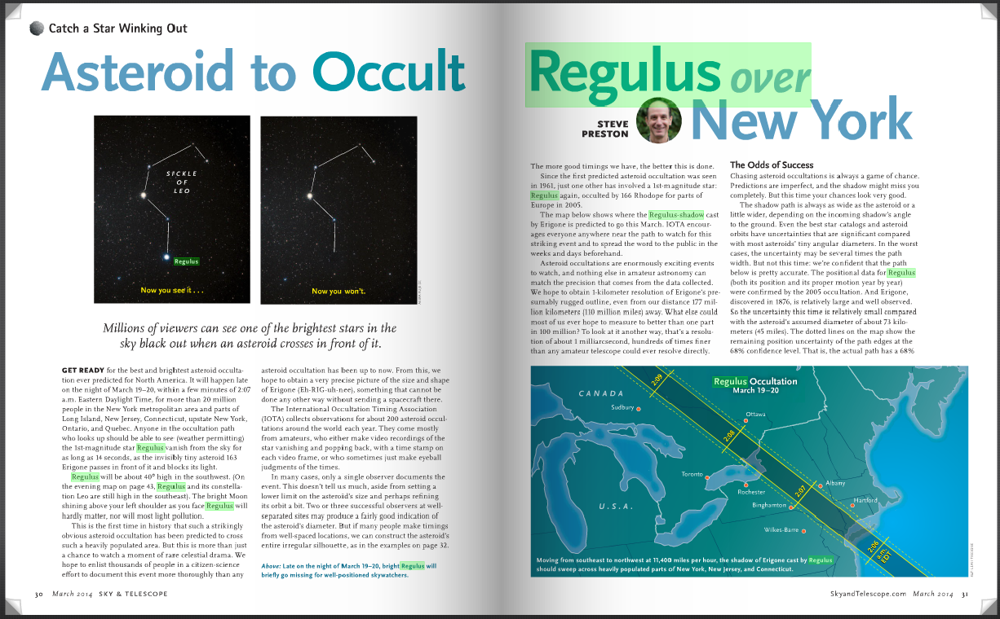 Catch a Star Winking Out
Asteroid to Occult
SICKLE
OF
LEO
Regulus
Now you see it . . .
Now you won't.
Millions of viewers can see one of the brightest stars in the
sky black out when an asteroid crosses in front of it.
GET READY for the best and brightest asteroid occulta-
tion ever predicted for North America. It will happen late
on the night of March 19–20, within a few minutes of 2:07
a.m. Eastern Daylight Time, for more than 20 million
people in the New York metropolitan area and parts of
Long Island, New Jersey, Connecticut, upstate New York,
Ontario, and Quebec. Anyone in the occultation path
who looks up should be able to see (weather permitting)
the 1st-magnitude star Regulus vanish from the sky for
as long as 14 seconds, as the invisibly tiny asteroid 163
Erigone passes in front of it and blocks its light.
Regulus will be about 40° high in the southwest. (On
the evening map on page 43, Regulus and its constella-
tion Leo are still high in the southeast). The bright Moon
shining above your left shoulder as you face Regulus will
hardly matter, nor will most light pollution.
This is the first time in history that such a strikingly
obvious asteroid occultation has been predicted to cross
such a heavily populated area. But this is more than just
a chance to watch a moment of rare celestial drama. We
hope to enlist thousands of people in a citizen-science
effort to document this event more thoroughly than any
asteroid occultation has been up to now. From this, we
hope to obtain a very precise picture of the size and shape
of Erigone (Eh-RIG-uh-nee), something that cannot be
done any other way without sending a spacecraft there.
The International Occultation Timing Association
(IOTA) collects observations for about 200 asteroid occul-
tations around the world each year. They come mostly
from amateurs, who either make video recordings of the
star vanishing and popping back, with a time stamp on
each video frame, or who sometimes just make eyeball
judgments of the times.
In many cases, only a single observer documents the
event. This doesn't tell us much, aside from setting a
lower limit on the asteroid's size and perhaps refining
its orbit a bit. Two or three successful observers at well-
separated sites may produce a fairly good indication of
the asteroid's diameter. But if many people make timings
from well-spaced locations, we can construct the asteroid's
entire irregular silhouette, as in the examples on page 32.
Above: Late on the night of March 19–20, bright Regulus will
briefly go missing for well-positioned skywatchers.
30 March 2014 SKY & TELESCOPE
Regulus over
New York
STEVE
PRESTON
The more good timings we have, the better this is done.
Since the first predicted asteroid occultation was seen
in 1961, just one other has involved a 1st-magnitude star:
Regulus again, occulted by 166 Rhodope for parts of
Europe in 2005.
The map below shows where the Regulus-shadow cast
by Erigone is predicted to go this March. IOTA encour-
ages everyone anywhere near the path to watch for this
striking event and to spread the word to the public in the
weeks and days beforehand.
Asteroid occultations are enormously exciting events
to watch, and nothing else in amateur astronomy can
match the precision that comes from the data collected.
We hope to obtain 1-kilometer resolution of Erigone's pre-
sumably rugged outline, even from our distance 177 mil-
lion kilometers (110 million miles) away. What else could
most of us ever hope to measure to better than one part
in 100 million? To look at it another way, that's a resolu-
tion of about 1 milliarcsecond, hundreds of times finer
than any amateur telescope could ever resolve directly.
The Odds of Success
Chasing asteroid occultations is always a game of chance.
Predictions are imperfect, and the shadow might miss you
completely. But this time your chances look very good.
The shadow path is always as wide as the asteroid or a
little wider, depending on the incoming shadow's angle
to the ground. Even the best star catalogs and asteroid
orbits have uncertainties that are significant compared
with most asteroids' tiny angular diameters. In the worst
cases, the uncertainty may be several times the path
width. But not this time: we're confident that the path
below is pretty accurate. The positional data for Regulus
(both its position and its proper motion year by year)
were confirmed by the 2005 occultation. And Erigone,
discovered in 1876, is relatively large and well observed.
So the uncertainty this time is relatively small compared
with the asteroid's assumed diameter of about 73 kilo-
meters (45 miles). The dotted lines on the map show the
remaining position uncertainty of the path edges at the
68% confidence level. That is, the actual path has a 68%
Regulus Occultation
March 19–20
CANADA
2:09
Sudbury
Ottawa
2:08
Toronto
Rochester
2:07
Albany
Binghamton
Hartford
U.S.A.
Wilkes-Barre
2:06
a.m.
EDT
Moving from southeast to northwest at 11,400 miles per hour, the shadow of Erigone cast by Regulus
should sweep across heavily populated parts of New York, New Jersey, and Connecticut.
SkyandTelescope.com March 2014 31